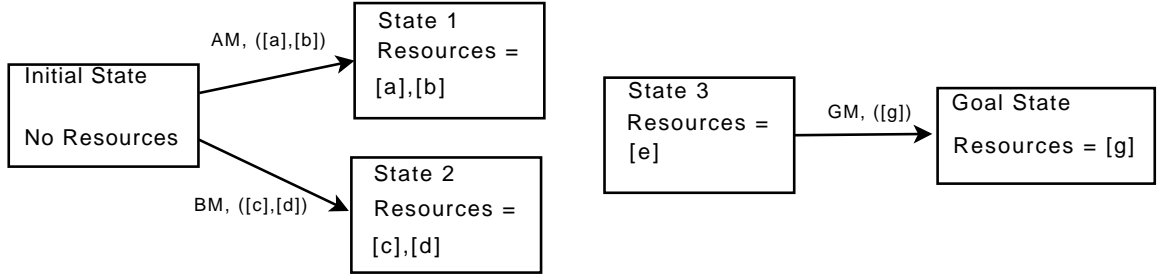 Initial State
No Resources
AM, ([a],[b])
State 1
Resources =
[a],[b]
BM, ([c],[d])
State 2
Resources =
[c],[d]
State 3
Resources =
[e]
GM, ([g])
Goal State
Resources = [g]